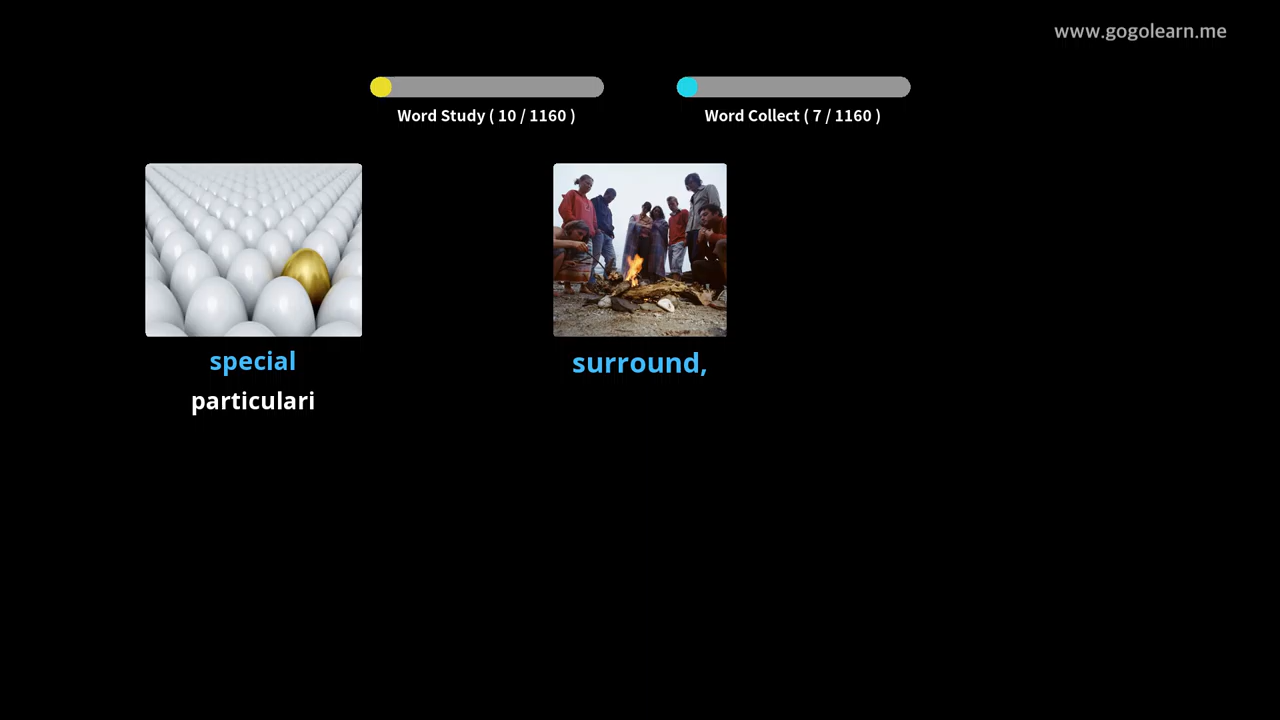 www.gogolearn.me
Word Study ( 10 / 1160 )
Word Collect ( 7 / 1160 )
special
particulari
surround,